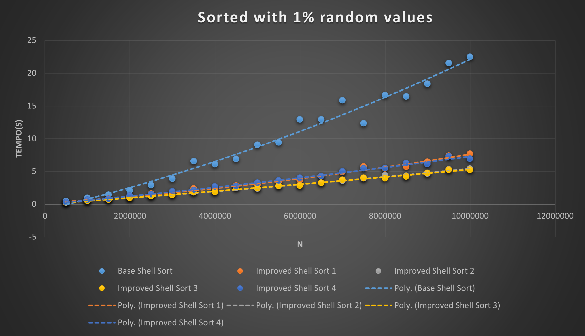 Sorted with 1% random values
25
20
15
10
5
0
-5
TEMPO(S)
0 2000000 4000000 6000000 8000000 10000000 12000000
N
Base Shell Sort Improved Shell Sort 1 Improved Shell Sort 2
Improved Shell Sort 3 Improved Shell Sort 4 Poly. (Base Shell Sort)
Poly. (Improved Shell Sort 1) Poly. (Improved Shell Sort 2) Poly. (Improved Shell Sort 3)
Poly. (Improved Shell Sort 4)